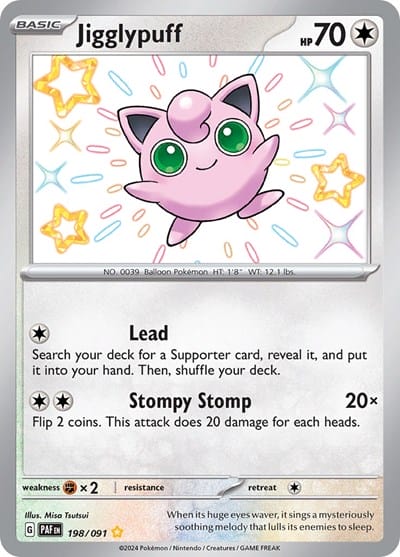 BASIC Jigglypuff HP 70
NO. 0039 Balloon Pokémon HT: 1'8" WT: 12.1 lbs.
Lead
Search your deck for a Supporter card, reveal it, and put
it into your hand. Then, shuffle your deck.
Stompy Stomp 20×
Flip 2 coins. This attack does 20 damage for each heads.
weakness ×2 resistance retreat
Illus. Misa Tsutsui
G PAF EN 198/091
When its huge eyes waver, it sings a mysteriously
soothing melody that lulls its enemies to sleep.
©2024 Pokémon / Nintendo / Creatures / GAME FREAK